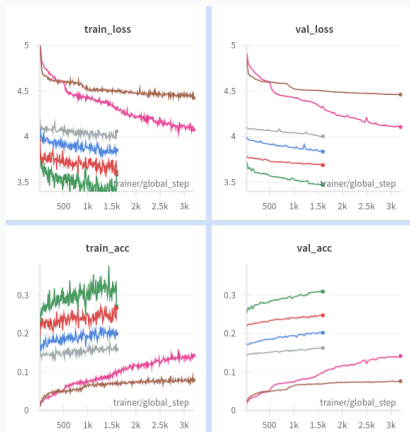 train_loss
5
4.5
4
3.5
trainer/global_step
500 1k 1.5k 2k 2.5k 3k
val_loss
5
4.5
4
3.5
trainer/global_step
500 1k 1.5k 2k 2.5k 3k
train_acc
0.3
0.2
0.1
0
trainer/global_step
500 1k 1.5k 2k 2.5k 3k
val_acc
0.3
0.2
0.1
0
trainer/global_step
500 1k 1.5k 2k 2.5k 3k